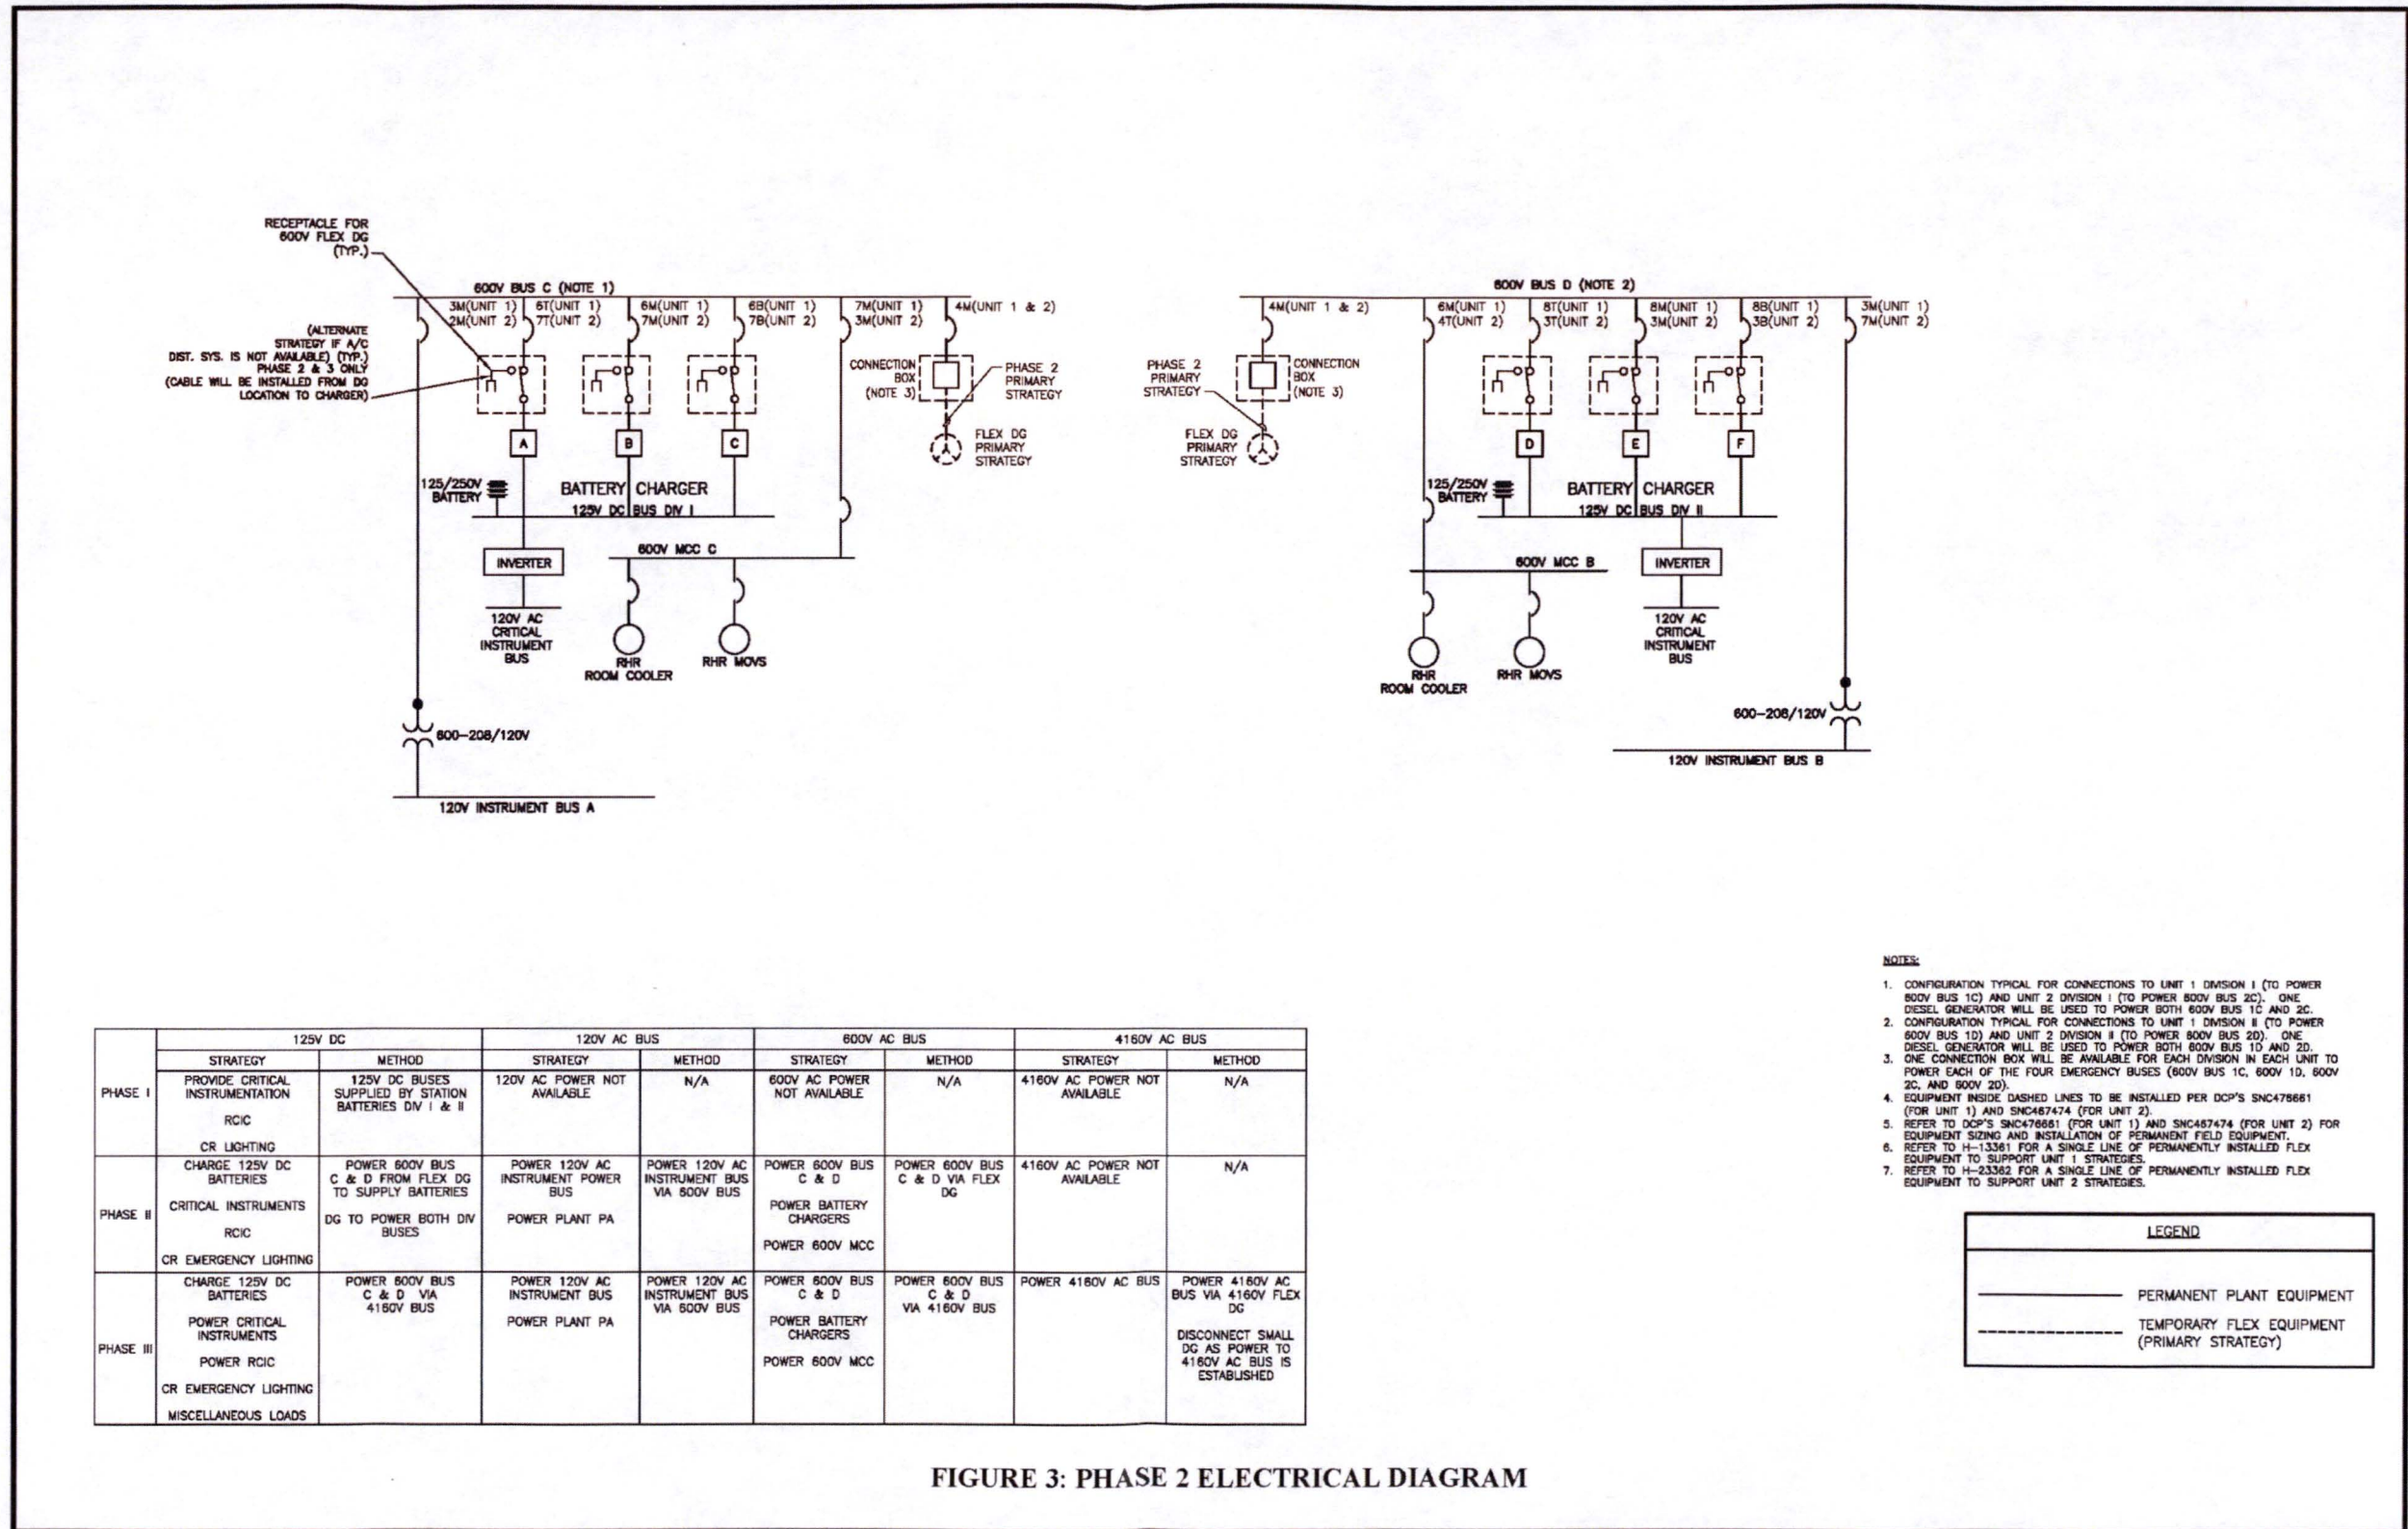 RECEPTACLE FOR
600V FLEX DG
(TYP.)
(ALTERNATE
STRATEGY IF A/C
DIST. SYS. IS NOT AVAILABLE) (TYP.)
PHASE 2 & 3 ONLY
(CABLE WILL BE INSTALLED FROM DG
LOCATION TO CHARGER)
600V BUS C (NOTE 1)
3M(UNIT 1) 6T(UNIT 1) 6M(UNIT 1) 6B(UNIT 1) 7M(UNIT 1) 4M(UNIT 1 & 2)
2M(UNIT 2) 7T(UNIT 2) 7M(UNIT 2) 7B(UNIT 2) 3M(UNIT 2)
CONNECTION
BOX
(NOTE 3)
PHASE 2
PRIMARY
STRATEGY
FLEX DG
PRIMARY
STRATEGY
A B C
125/250V
BATTERY
BATTERY CHARGER
125V DC BUS DIV I
600V MCC C
INVERTER
120V AC
CRITICAL
INSTRUMENT
BUS
RHR
ROOM COOLER
RHR MOVS
600-208/120V
120V INSTRUMENT BUS A
600V BUS D (NOTE 2)
4M(UNIT 1 & 2) 6M(UNIT 1) 8T(UNIT 1) 8M(UNIT 1) 8B(UNIT 1) 3M(UNIT 1)
4T(UNIT 2) 3T(UNIT 2) 3M(UNIT 2) 3B(UNIT 2) 7M(UNIT 2)
PHASE 2
PRIMARY
STRATEGY
CONNECTION
BOX
(NOTE 3)
FLEX DG
PRIMARY
STRATEGY
D E F
125/250V
BATTERY
BATTERY CHARGER
125V DC BUS DIV II
600V MCC B
INVERTER
120V AC
CRITICAL
INSTRUMENT
BUS
RHR
ROOM COOLER
RHR MOVS
600-208/120V
120V INSTRUMENT BUS B
NOTES:
1. CONFIGURATION TYPICAL FOR CONNECTIONS TO UNIT 1 DIVISION I (TO POWER
600V BUS 1C) AND UNIT 2 DIVISION I (TO POWER 600V BUS 2C). ONE
DIESEL GENERATOR WILL BE USED TO POWER BOTH 600V BUS 1C AND 2C.
2. CONFIGURATION TYPICAL FOR CONNECTIONS TO UNIT 1 DIVISION II (TO POWER
600V BUS 1D) AND UNIT 2 DIVISION II (TO POWER 600V BUS 2D). ONE
DIESEL GENERATOR WILL BE USED TO POWER BOTH 600V BUS 1D AND 2D.
3. ONE CONNECTION BOX WILL BE AVAILABLE FOR EACH DIVISION IN EACH UNIT TO
POWER EACH OF THE FOUR EMERGENCY BUSES (600V BUS 1C, 600V 1D, 600V
2C, AND 600V 2D).
4. EQUIPMENT INSIDE DASHED LINES TO BE INSTALLED PER DCP'S SNC476661
(FOR UNIT 1) AND SNC467474 (FOR UNIT 2).
5. REFER TO DCP'S SNC476661 (FOR UNIT 1) AND SNC467474 (FOR UNIT 2) FOR
EQUIPMENT SIZING AND INSTALLATION OF PERMANENT FIELD EQUIPMENT.
6. REFER TO H-13361 FOR A SINGLE LINE OF PERMANENTLY INSTALLED FLEX
EQUIPMENT TO SUPPORT UNIT 1 STRATEGIES.
7. REFER TO H-23362 FOR A SINGLE LINE OF PERMANENTLY INSTALLED FLEX
EQUIPMENT TO SUPPORT UNIT 2 STRATEGIES.
125V DC 120V AC BUS 600V AC BUS 4160V AC BUS
STRATEGY METHOD STRATEGY METHOD STRATEGY METHOD STRATEGY METHOD
PHASE I
PROVIDE CRITICAL
INSTRUMENTATION
RCIC
CR LIGHTING
125V DC BUSES
SUPPLIED BY STATION
BATTERIES DIV I & II
120V AC POWER NOT
AVAILABLE
N/A
600V AC POWER
NOT AVAILABLE
N/A
4160V AC POWER NOT
AVAILABLE
N/A
PHASE II
CHARGE 125V DC
BATTERIES
CRITICAL INSTRUMENTS
RCIC
CR EMERGENCY LIGHTING
POWER 600V BUS
C & D FROM FLEX DG
TO SUPPLY BATTERIES
DG TO POWER BOTH DIV
BUSES
POWER 120V AC
INSTRUMENT POWER
BUS
POWER PLANT PA
POWER 120V AC
INSTRUMENT BUS
VIA 600V BUS
POWER 600V BUS
C & D
POWER BATTERY
CHARGERS
POWER 600V MCC
POWER 600V BUS
C & D VIA FLEX
DG
4160V AC POWER NOT
AVAILABLE
N/A
PHASE III
CHARGE 125V DC
BATTERIES
POWER CRITICAL
INSTRUMENTS
POWER RCIC
CR EMERGENCY LIGHTING
MISCELLANEOUS LOADS
POWER 600V BUS
C & D VIA
4160V BUS
POWER 120V AC
INSTRUMENT BUS
POWER PLANT PA
POWER 120V AC
INSTRUMENT BUS
VIA 600V BUS
POWER 600V BUS
C & D
POWER BATTERY
CHARGERS
POWER 600V MCC
POWER 600V BUS
C & D
VIA 4160V BUS
POWER 4160V AC BUS
POWER 4160V AC
BUS VIA 4160V FLEX
DG
DISCONNECT SMALL
DG AS POWER TO
4160V AC BUS IS
ESTABLISHED
LEGEND
PERMANENT PLANT EQUIPMENT
TEMPORARY FLEX EQUIPMENT
(PRIMARY STRATEGY)
FIGURE 3: PHASE 2 ELECTRICAL DIAGRAM